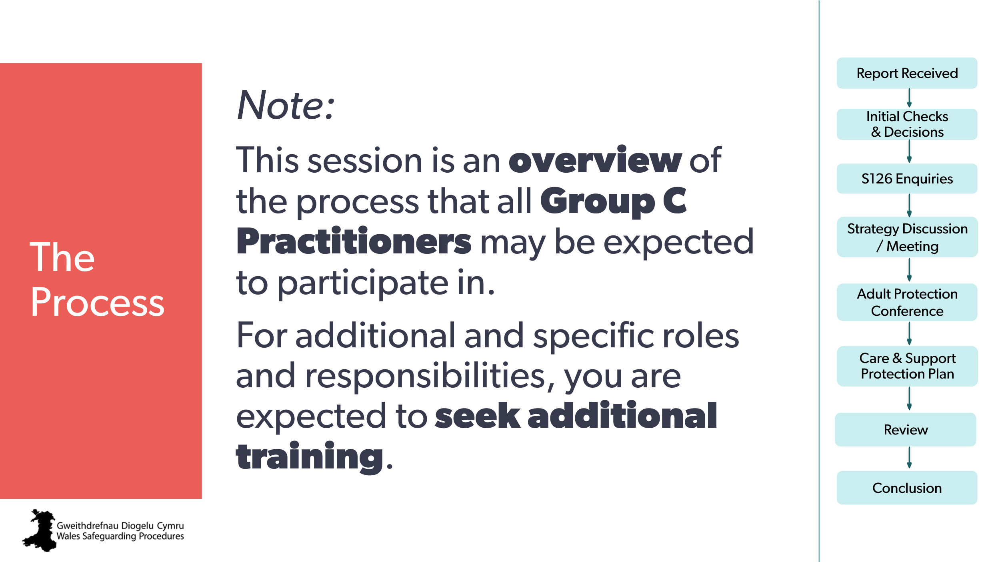 The
Process
Note:
This session is an overview of
the process that all Group C
Practitioners may be expected
to participate in.
For additional and specific roles
and responsibilities, you are
expected to seek additional
training.
Report Received
Initial Checks
& Decisions
S126 Enquiries
Strategy Discussion
/ Meeting
Adult Protection
Conference
Care & Support
Protection Plan
Review
Conclusion
Gweithdrefnau Diogelu Cymru
Wales Safeguarding Procedures